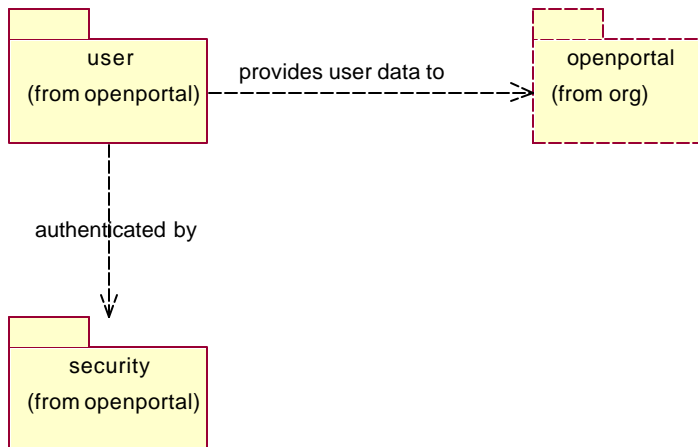 user
(from openportal)
provides user data to
openportal
(from org)
authenticated by
security
(from openportal)